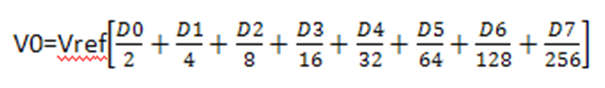 V0=Vref[D0/2 + D1/4 + D2/8 + D3/16 + D4/32 + D5/64 + D6/128 + D7/256]